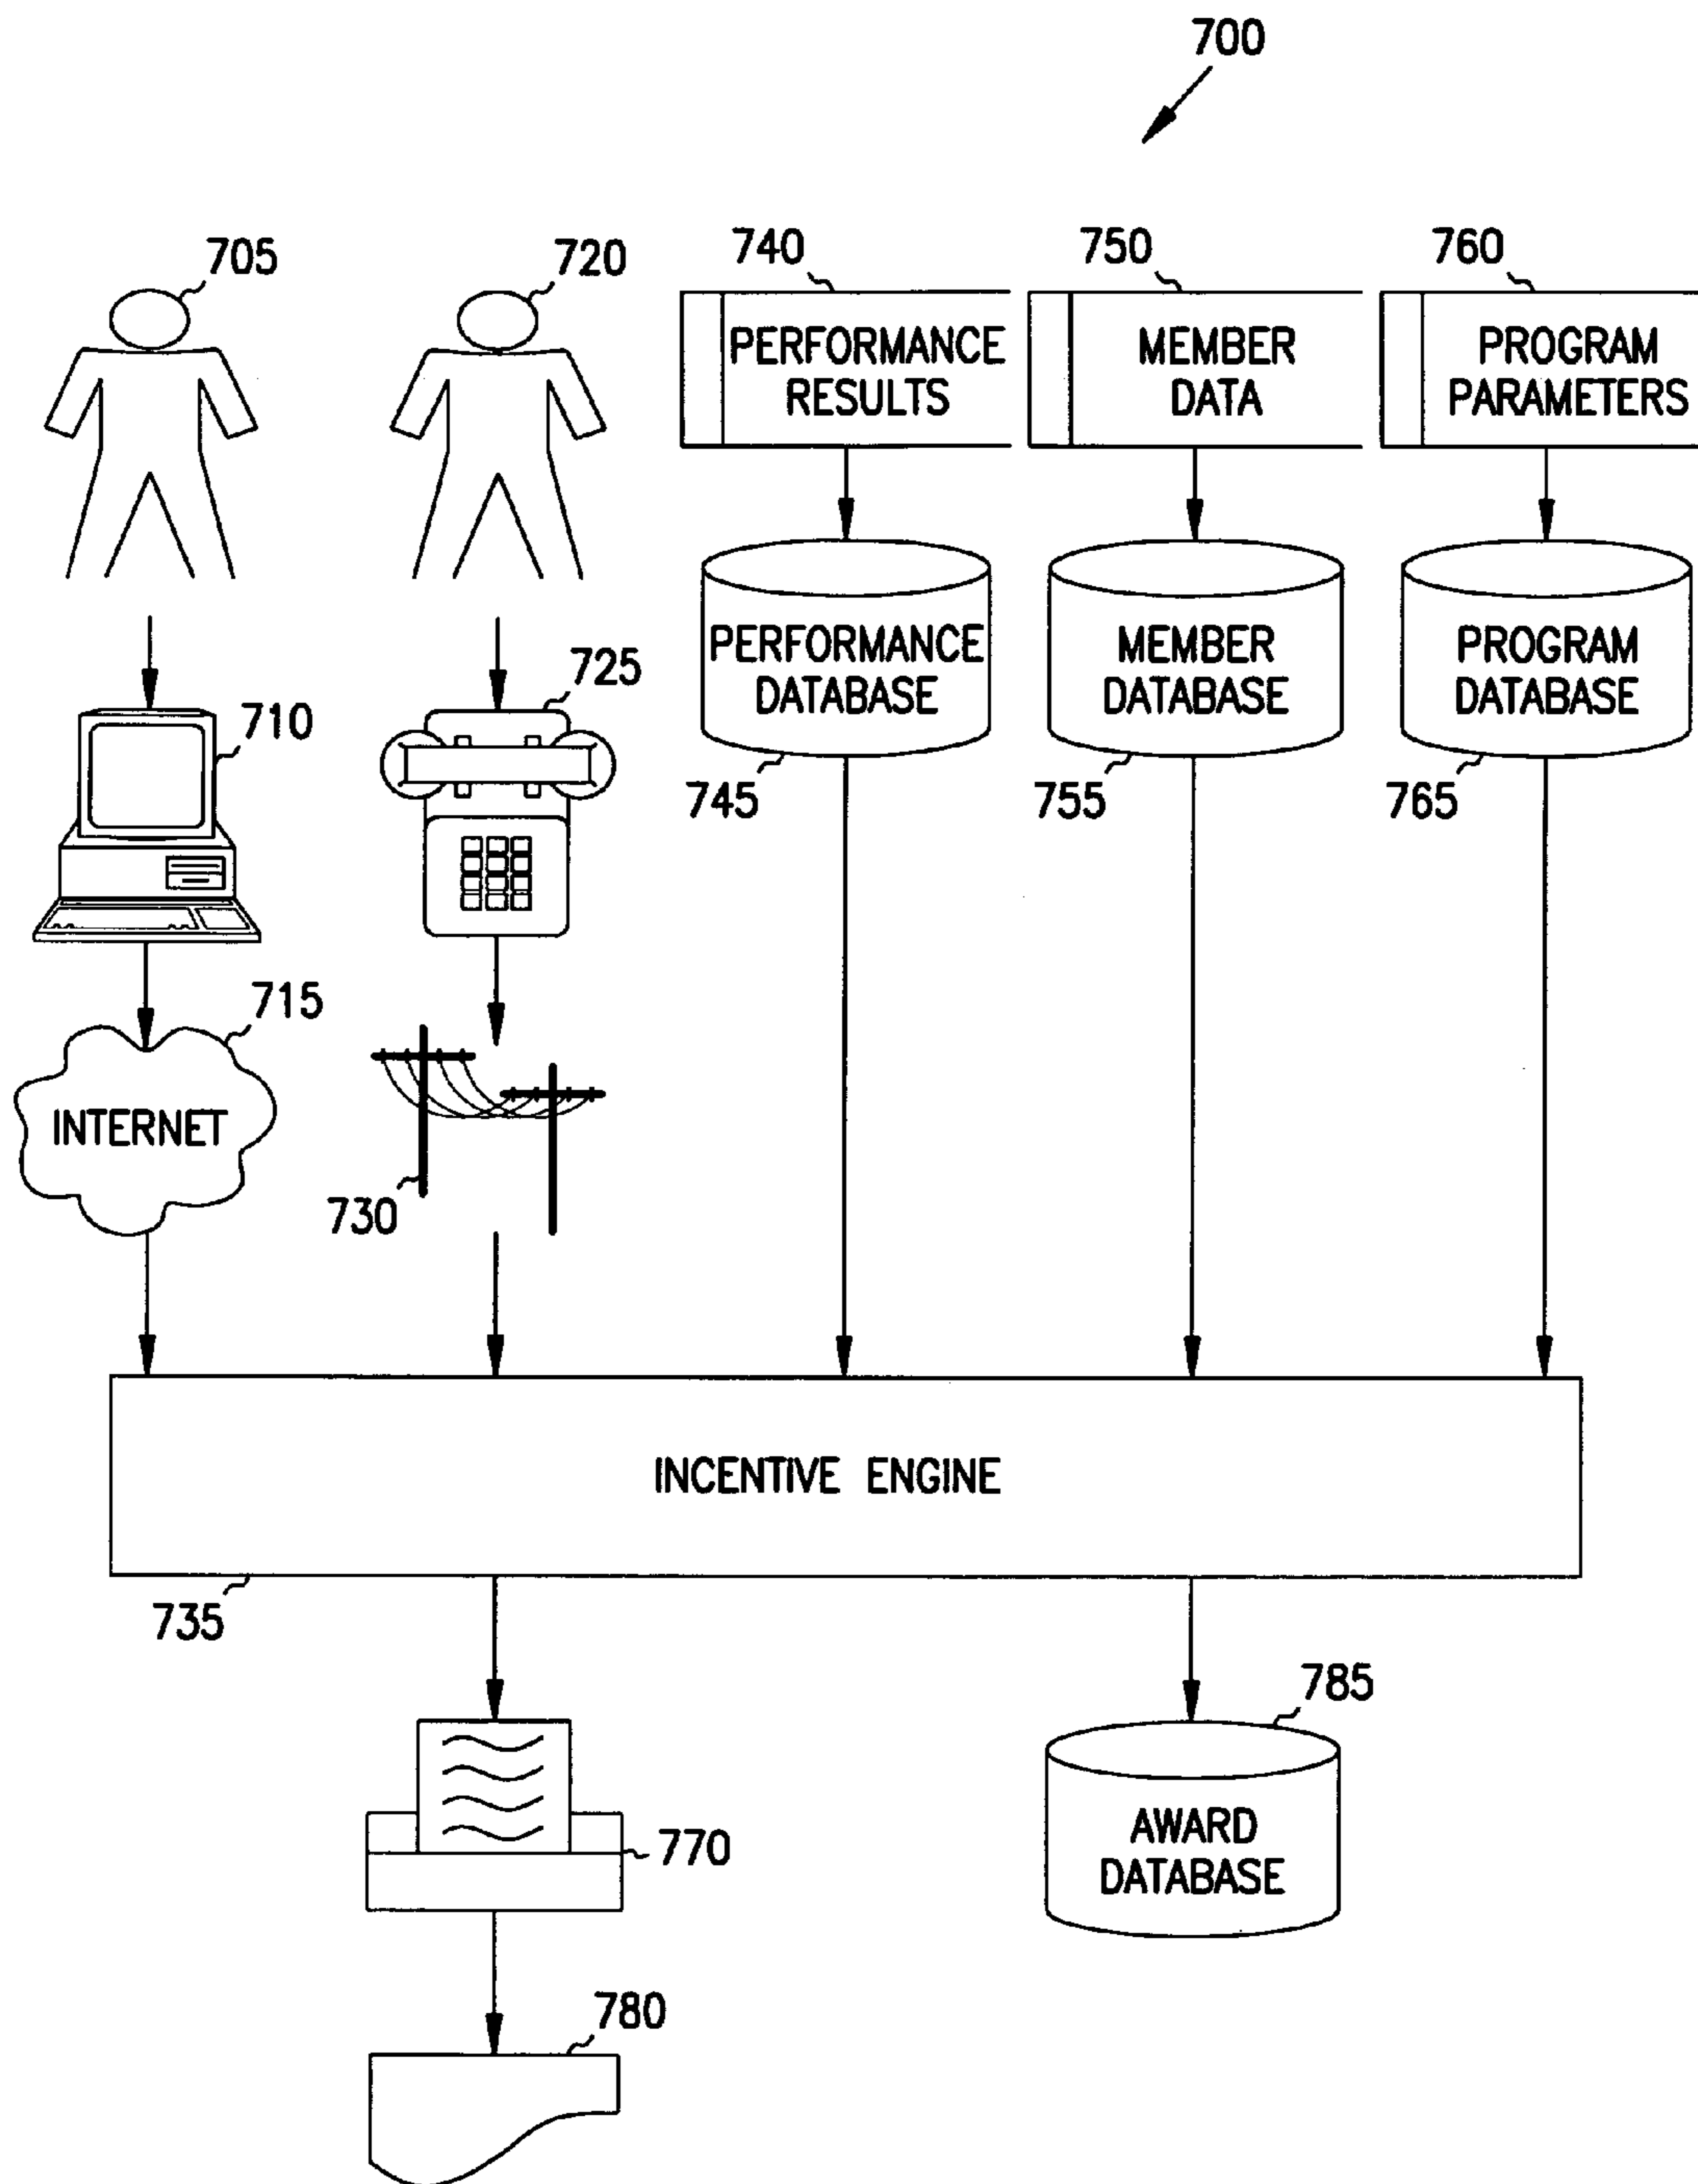 700
705
720
740
750
760
PERFORMANCE
RESULTS
MEMBER
DATA
PROGRAM
PARAMETERS
710
725
PERFORMANCE
DATABASE
MEMBER
DATABASE
PROGRAM
DATABASE
745
755
765
715
INTERNET
730
INCENTIVE ENGINE
735
785
770
AWARD
DATABASE
780